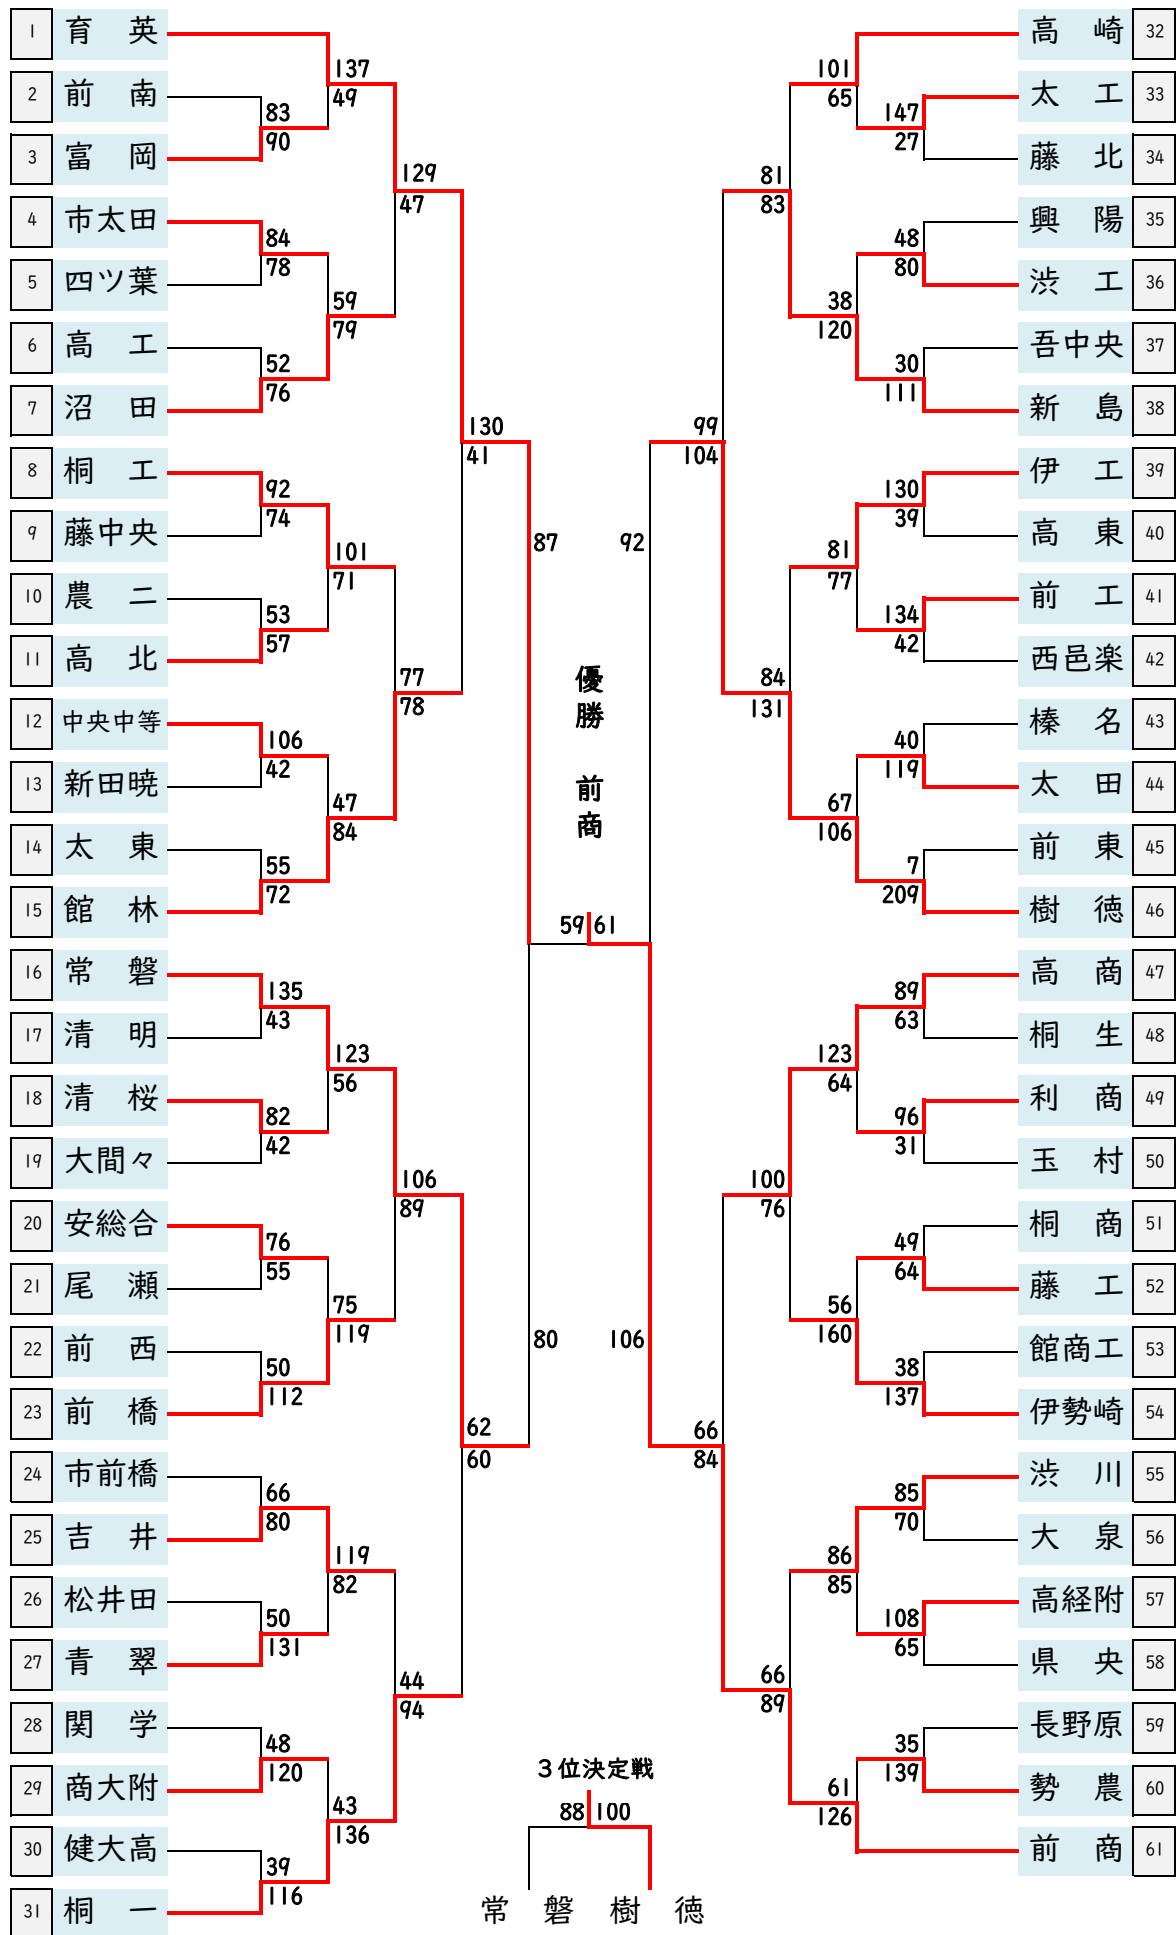 1 育 英
2 前 南
3 富 岡
4 市太田
5 四ツ葉
6 高 工
7 沼 田
8 桐 工
9 藤中央
10 農 二
11 高 北
12 中央中等
13 新田暁
14 太 東
15 館 林
16 常 磐
17 清 明
18 清 桜
19 大間々
20 安総合
21 尾 瀬
22 前 西
23 前 橋
24 市前橋
25 吉 井
26 松井田
27 青 翠
28 関 学
29 商大附
30 健大高
31 桐 一
83
90
84
78
52
76
92
74
53
57
106
42
55
72
135
43
82
42
76
55
50
112
66
80
50
131
48
120
39
116
137
49
59
79
101
71
47
84
123
56
75
119
119
82
43
136
129
47
77
78
106
89
44
94
130
41
62
60
87
80
優勝 前商
59 61
92
106
99
104
66
84
81
83
84
131
100
76
66
89
101
65
38
120
81
77
67
106
123
64
56
160
86
85
61
126
147
27
48
80
30
111
130
39
134
42
40
119
7
209
89
63
96
31
49
64
38
137
85
70
108
65
35
139
高 崎 32
太 工 33
藤 北 34
興 陽 35
渋 工 36
吾中央 37
新 島 38
伊 工 39
高 東 40
前 工 41
西邑楽 42
榛 名 43
太 田 44
前 東 45
樹 徳 46
高 商 47
桐 生 48
利 商 49
玉 村 50
桐 商 51
藤 工 52
館商工 53
伊勢崎 54
渋 川 55
大 泉 56
高経附 57
県 央 58
長野原 59
勢 農 60
前 商 61
3位決定戦
88 100
常 磐 樹 徳